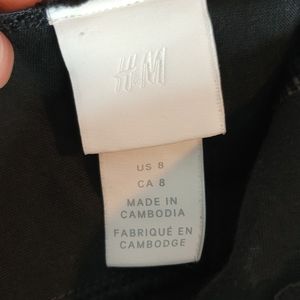 H&M
US 8
CA 8
MADE IN
CAMBODIA
FABRIQUÉ EN
CAMBODGE